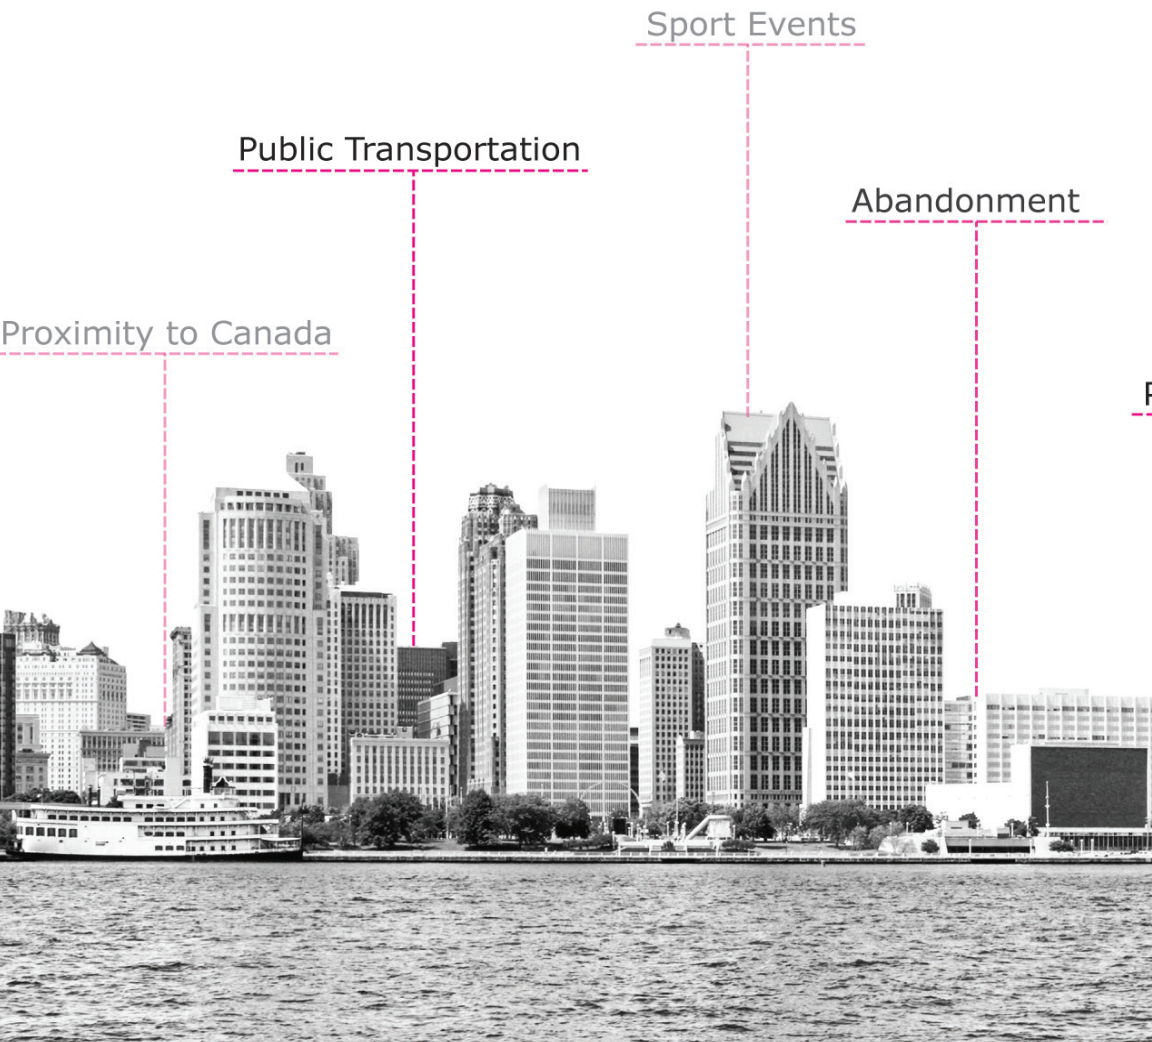 Sport Events
Public Transportation
Abandonment
Proximity to Canada